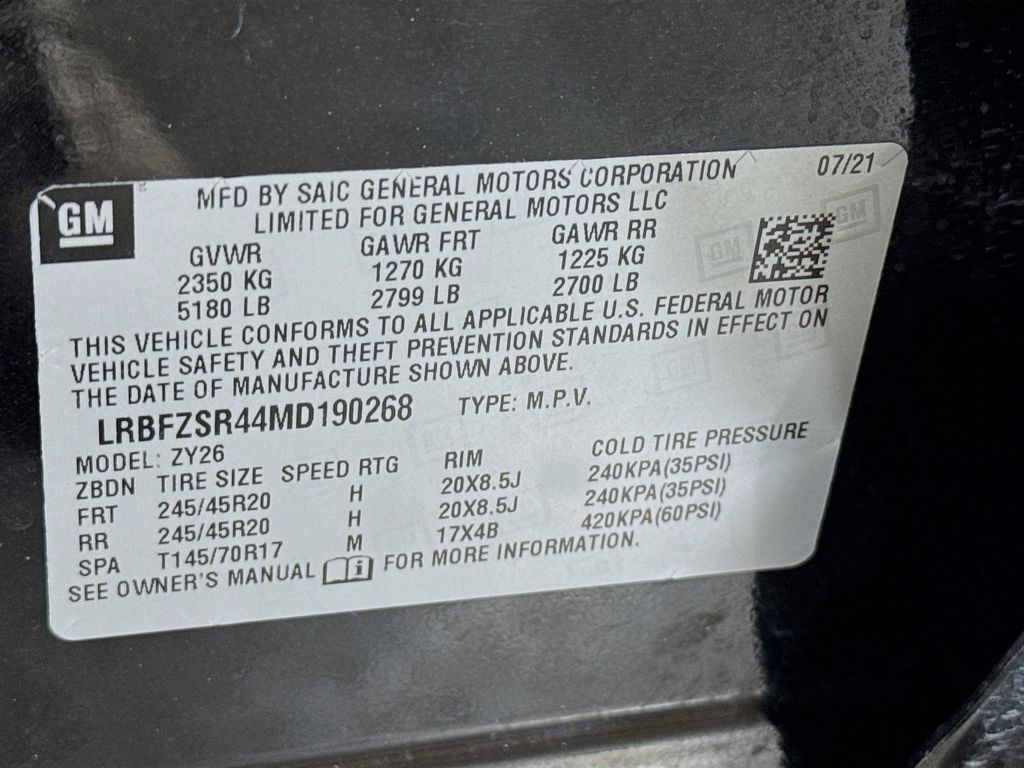 GM
MFD BY SAIC GENERAL MOTORS CORPORATION 07/21
LIMITED FOR GENERAL MOTORS LLC
GVWR GAWR FRT GAWR RR
2350 KG 1270 KG 1225 KG
5180 LB 2799 LB 2700 LB
THIS VEHICLE CONFORMS TO ALL APPLICABLE U.S. FEDERAL MOTOR
VEHICLE SAFETY AND THEFT PREVENTION STANDARDS IN EFFECT ON
THE DATE OF MANUFACTURE SHOWN ABOVE.
LRBFZSR44MD190268 TYPE: M.P.V.
MODEL: ZY26
ZBDN TIRE SIZE SPEED RTG RIM COLD TIRE PRESSURE
FRT 245/45R20 H 20X8.5J 240KPA(35PSI)
RR 245/45R20 H 20X8.5J 240KPA(35PSI)
SPA T145/70R17 M 17X4B 420KPA(60PSI)
SEE OWNER'S MANUAL i FOR MORE INFORMATION.